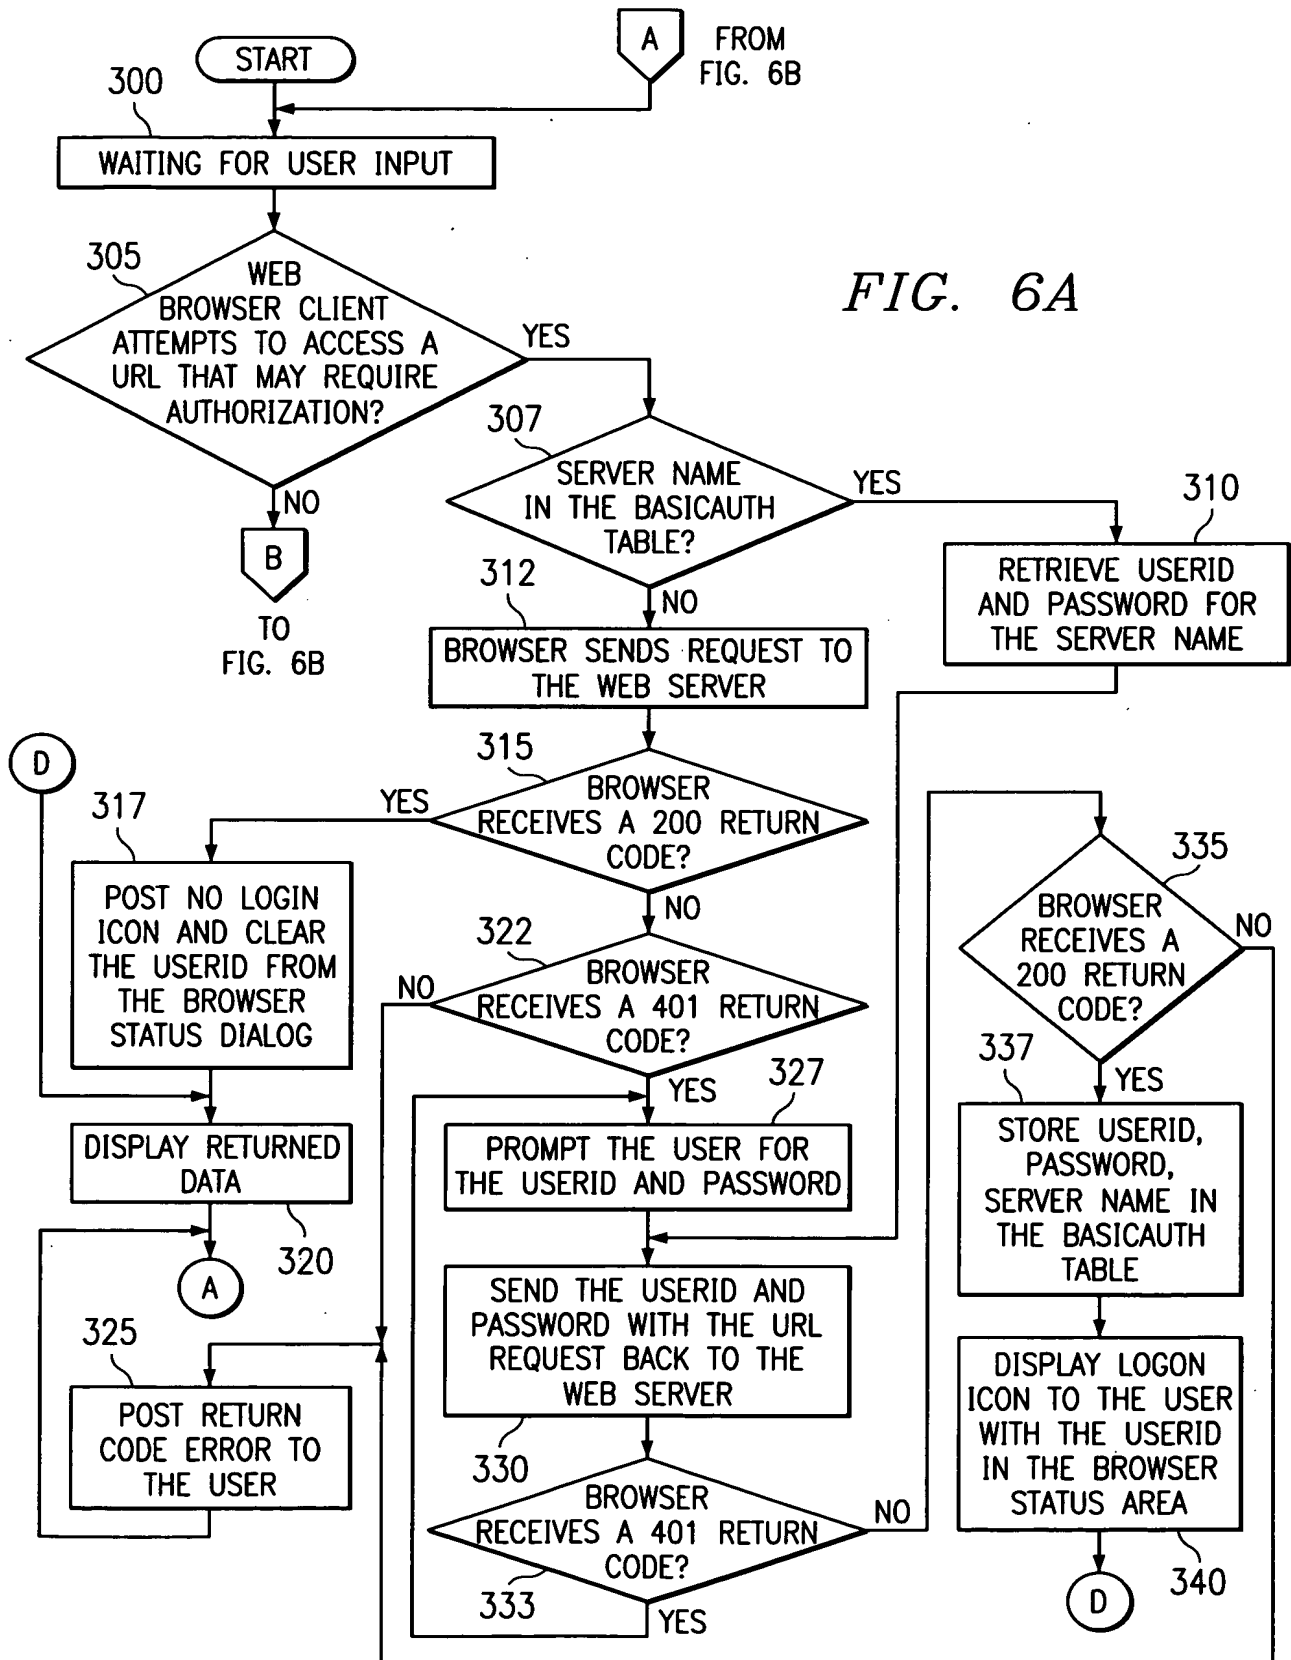 START
A
FROM
FIG. 6B
300
WAITING FOR USER INPUT
305
WEB
BROWSER CLIENT
ATTEMPTS TO ACCESS A
URL THAT MAY REQUIRE
AUTHORIZATION?
YES
NO
B
TO
FIG. 6B
FIG. 6A
307
SERVER NAME
IN THE BASICAUTH
TABLE?
YES
NO
310
RETRIEVE USERID
AND PASSWORD FOR
THE SERVER NAME
312
BROWSER SENDS REQUEST TO
THE WEB SERVER
315
BROWSER
RECEIVES A 200 RETURN
CODE?
YES
NO
D
317
POST NO LOGIN
ICON AND CLEAR
THE USERID FROM
THE BROWSER
STATUS DIALOG
DISPLAY RETURNED
DATA
320
A
322
BROWSER
RECEIVES A 401 RETURN
CODE?
NO
YES
325
POST RETURN
CODE ERROR TO
THE USER
327
PROMPT THE USER FOR
THE USERID AND PASSWORD
SEND THE USERID AND
PASSWORD WITH THE URL
REQUEST BACK TO THE
WEB SERVER
330
BROWSER
RECEIVES A 401 RETURN
CODE?
333
NO
YES
335
BROWSER
RECEIVES A
200 RETURN
CODE?
NO
YES
337
STORE USERID,
PASSWORD,
SERVER NAME IN
THE BASICAUTH
TABLE
DISPLAY LOGON
ICON TO THE USER
WITH THE USERID
IN THE BROWSER
STATUS AREA
340
D